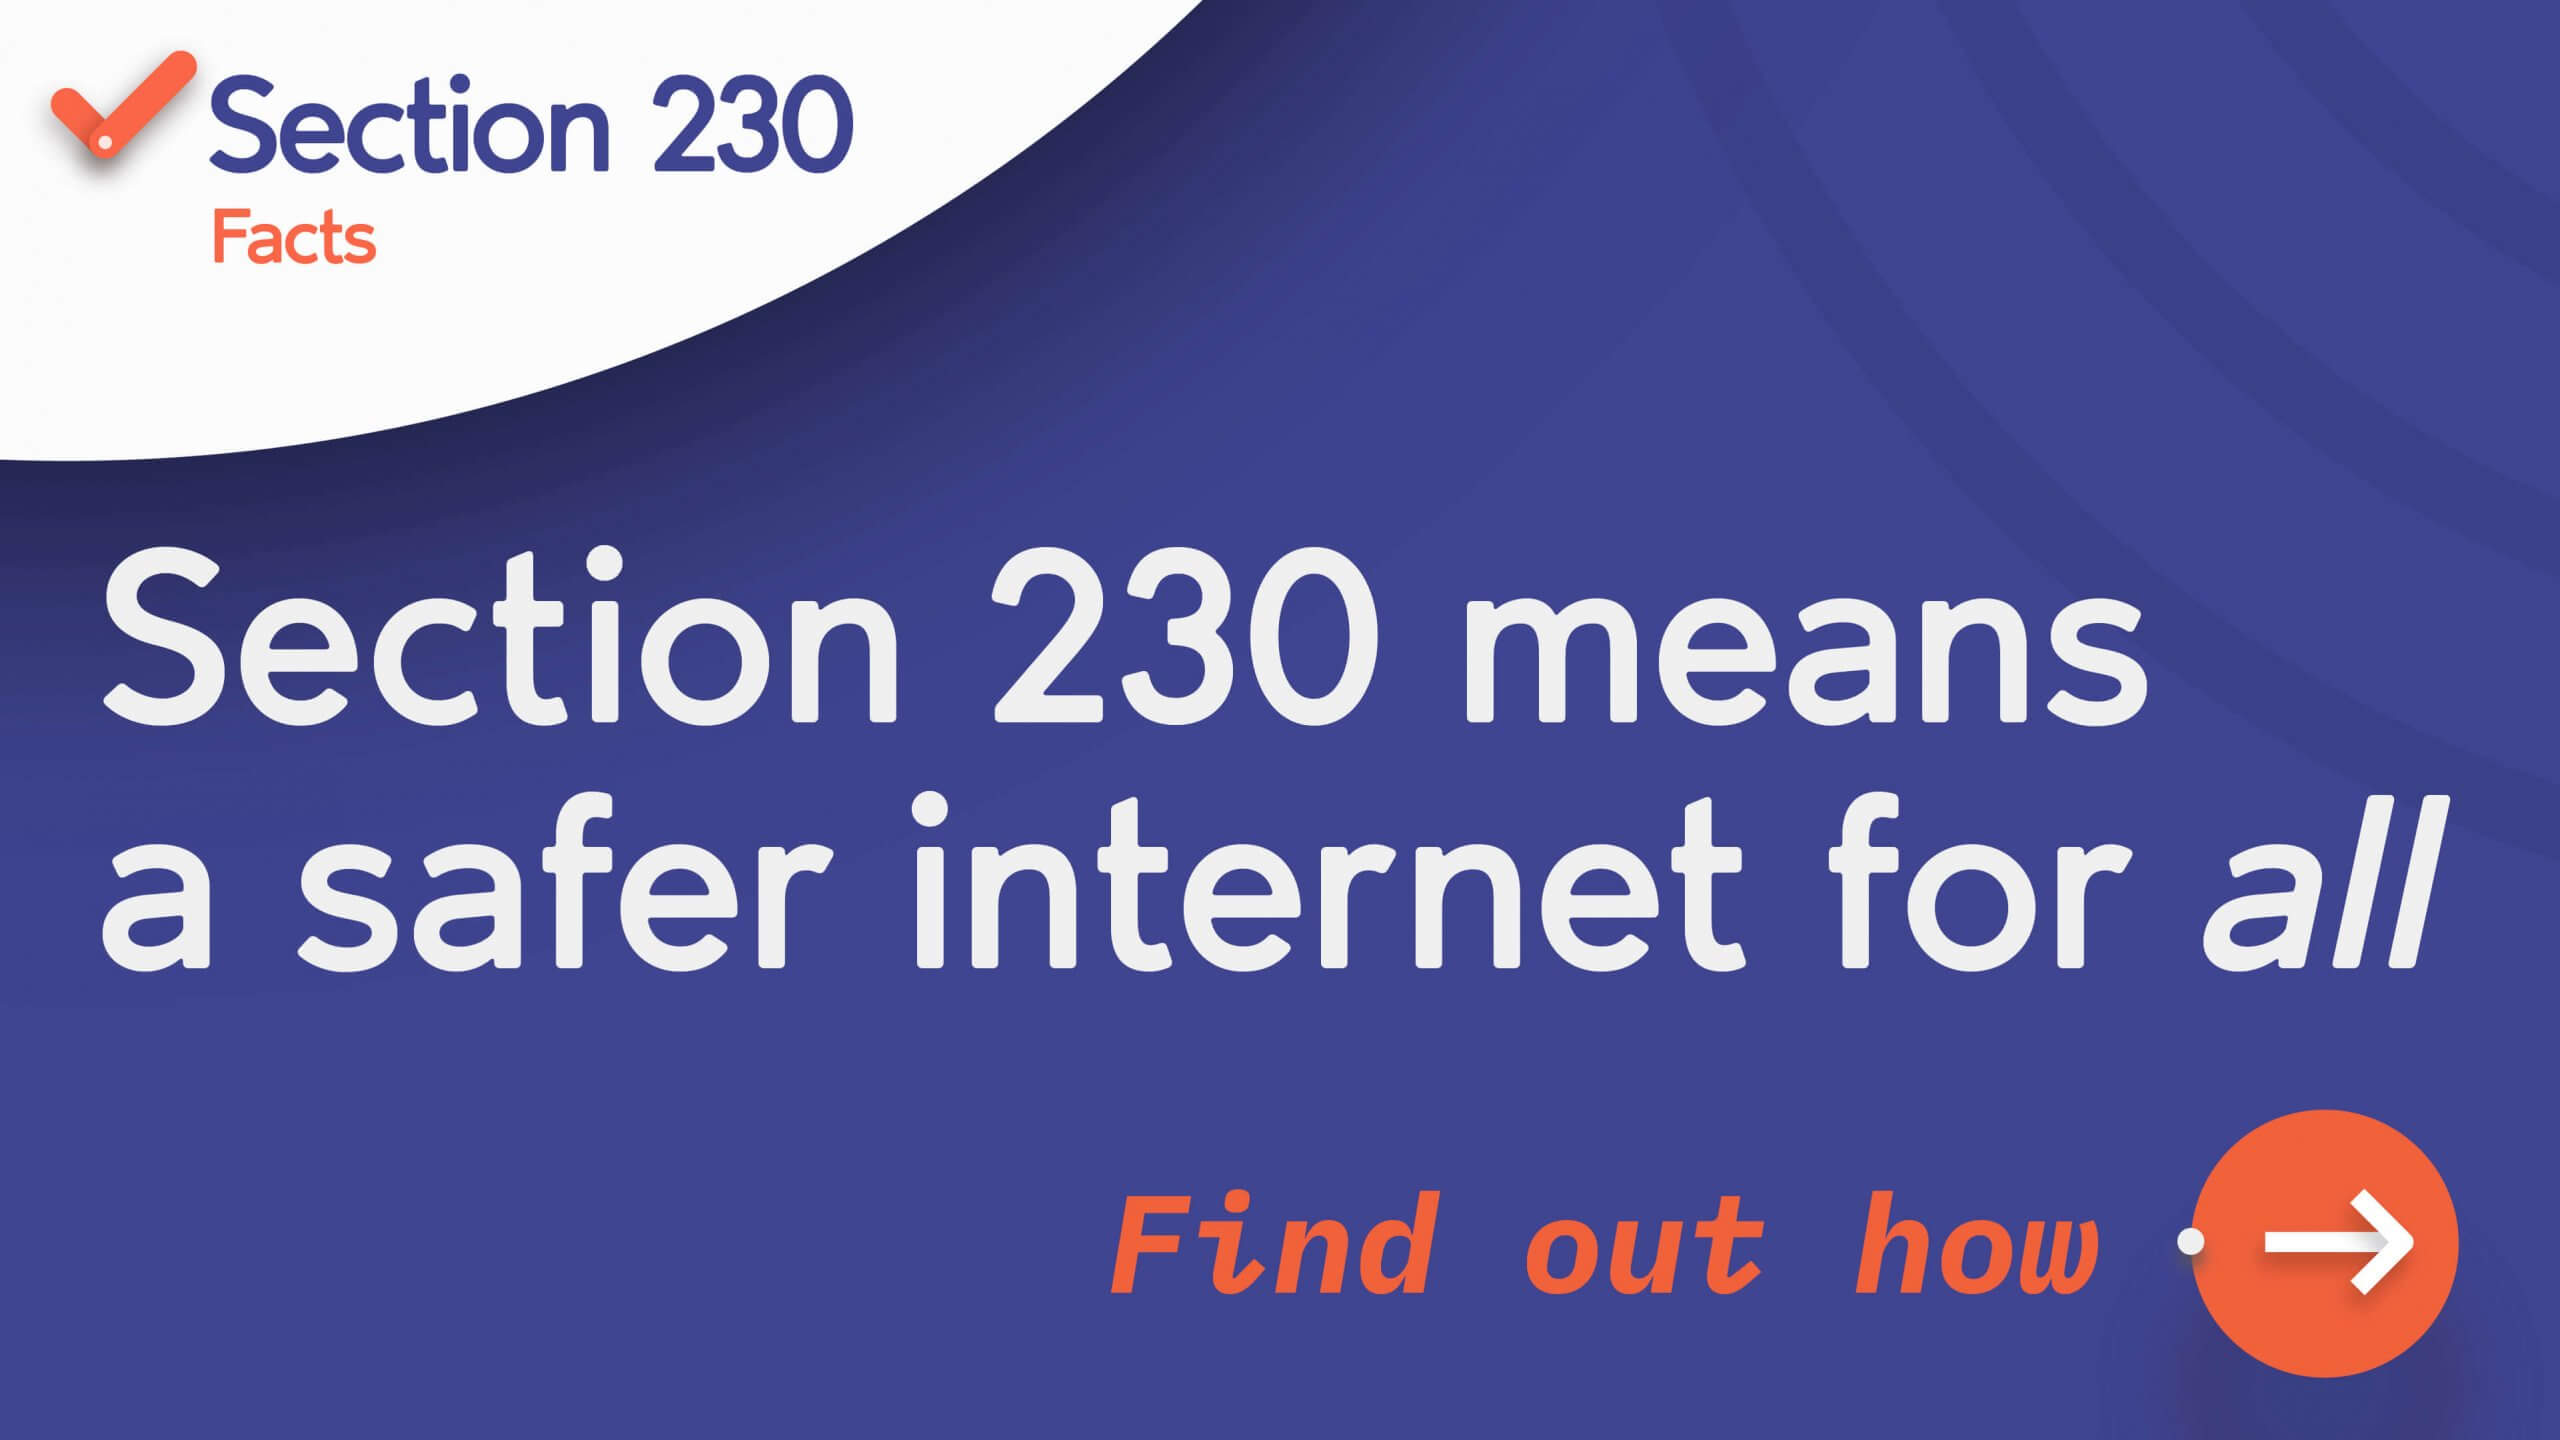 Section 230
Facts
Section 230 means
a safer internet for all
Find out how